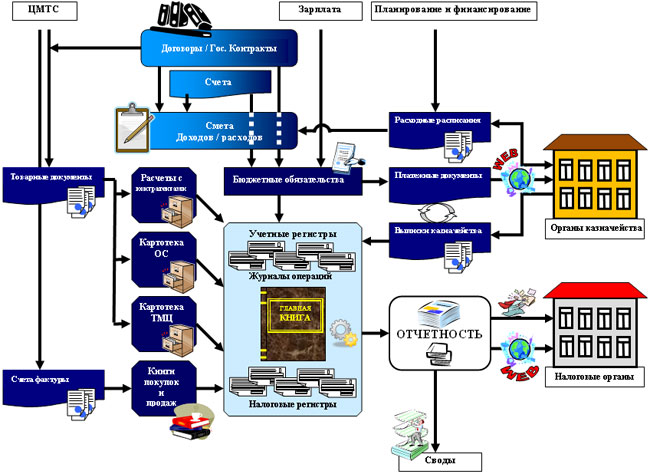 ЦМТС
Зарплата
Планирование и финансирование
Договоры / Гос. Контракты
Счета
Смета
Доходов / расходов
Расходные расписания
WEB
Товарные документы
Расчеты с
контрагентами
Бюджетные обязательства
Платежные документы
Органы казначейства
Учетные регистры
Выписки казначейства
Картотека
ОС
Журналы операций
ГЛАВНАЯ
КНИГА
Картотека
ТМЦ
ОТЧЕТНОСТЬ
WEB
Налоговые органы
Счета фактуры
Книги
покупок
и
продаж
Налоговые регистры
Своды